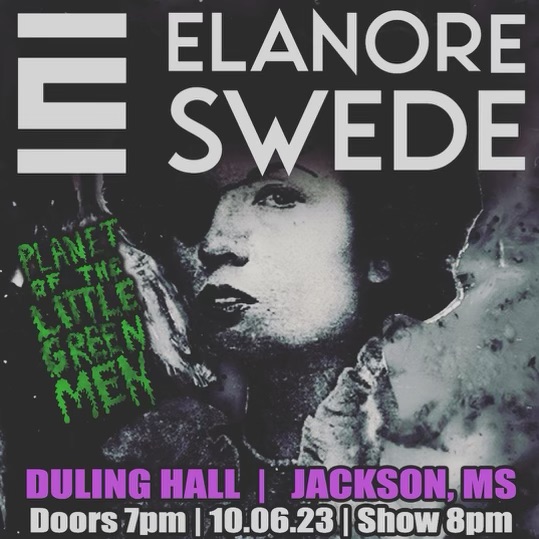 ELANORE
SWEDE
PLANET
OF THE
LITTLE
GREEN
MEN
DULING HALL | JACKSON, MS
Doors 7pm | 10.06.23 | Show 8pm